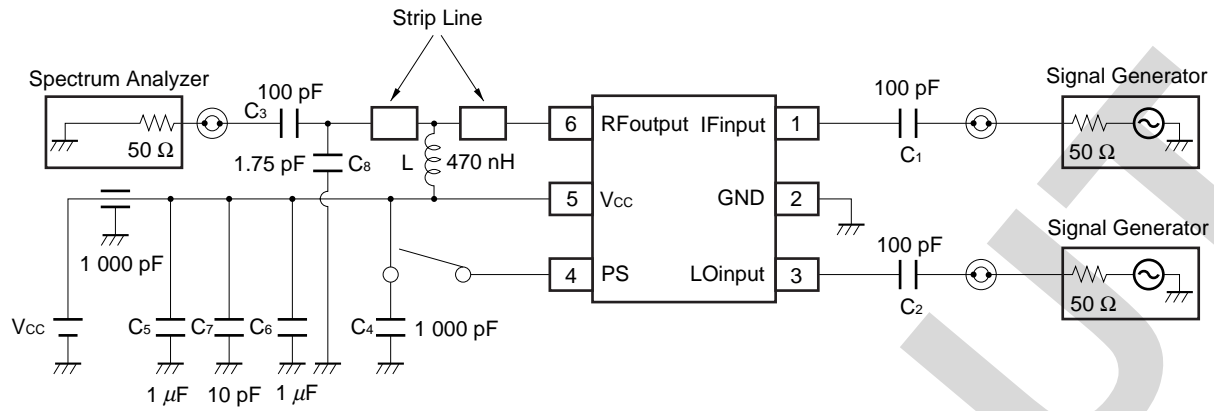 Strip Line
Spectrum Analyzer
50 Ω
C3
100 pF
1.75 pF
C8
L
470 nH
1 000 pF
VCC
C5
1 µF
C7
10 pF
C6
1 µF
C4
1 000 pF
6 RFoutput
5 VCC
4 PS
IFinput 1
GND 2
LOinput 3
100 pF
C1
Signal Generator
50 Ω
100 pF
C2
Signal Generator
50 Ω